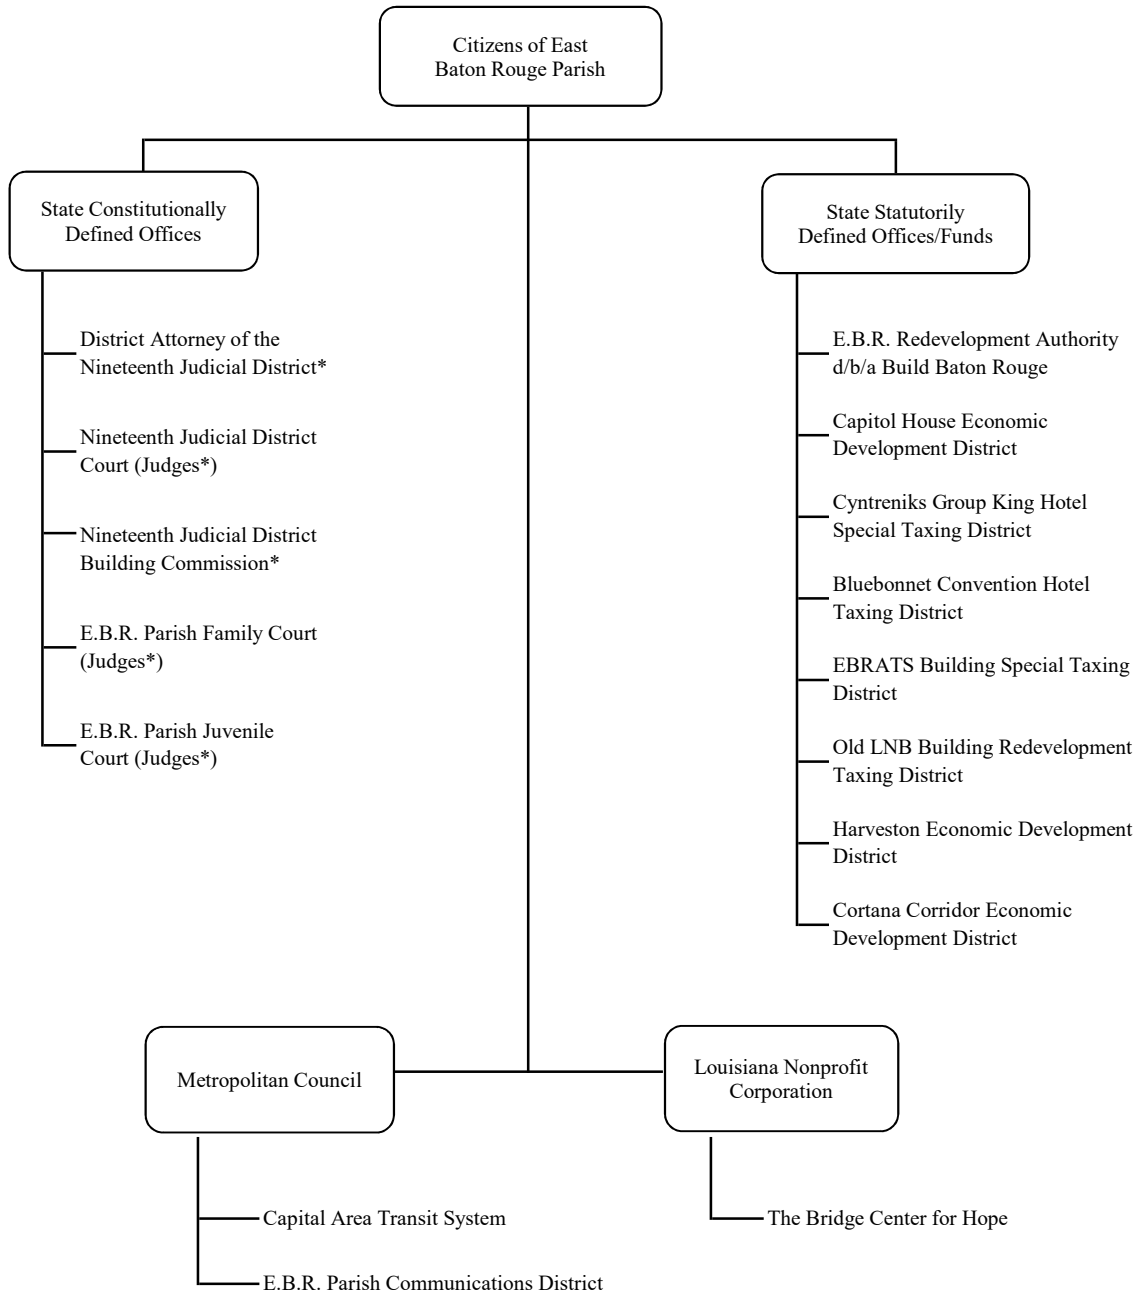 Citizens of East
Baton Rouge Parish
State Constitutionally
Defined Offices
District Attorney of the
Nineteenth Judicial District*
Nineteenth Judicial District
Court (Judges*)
Nineteenth Judicial District
Building Commission*
E.B.R. Parish Family Court
(Judges*)
E.B.R. Parish Juvenile
Court (Judges*)
State Statutorily
Defined Offices/Funds
E.B.R. Redevelopment Authority
d/b/a Build Baton Rouge
Capitol House Economic
Development District
Cyntreniks Group King Hotel
Special Taxing District
Bluebonnet Convention Hotel
Taxing District
EBRATS Building Special Taxing
District
Old LNB Building Redevelopment
Taxing District
Harveston Economic Development
District
Cortana Corridor Economic
Development District
Metropolitan Council
Capital Area Transit System
E.B.R. Parish Communications District
Louisiana Nonprofit
Corporation
The Bridge Center for Hope